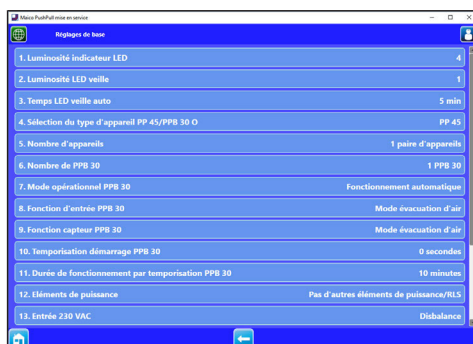 Maico PushPull mise en service
Réglages de base
1. Luminosité indicateur LED 4
2. Luminosité LED veille 1
3. Temps LED veille auto 5 min
4. Sélection du type d'appareil PP 45/PPB 30 O PP 45
5. Nombre d'appareils 1 paire d'appareils
6. Nombre de PPB 30 1 PPB 30
7. Mode opérationnel PPB 30 Fonctionnement automatique
8. Fonction d'entrée PPB 30 Mode évacuation d'air
9. Fonction capteur PPB 30 Mode évacuation d'air
10. Temporisation démarrage PPB 30 0 secondes
11. Durée de fonctionnement par temporisation PPB 30 10 minutes
12. Eléments de puissance Pas d'autres éléments de puissance/RLS
13. Entrée 230 VAC Disbalance